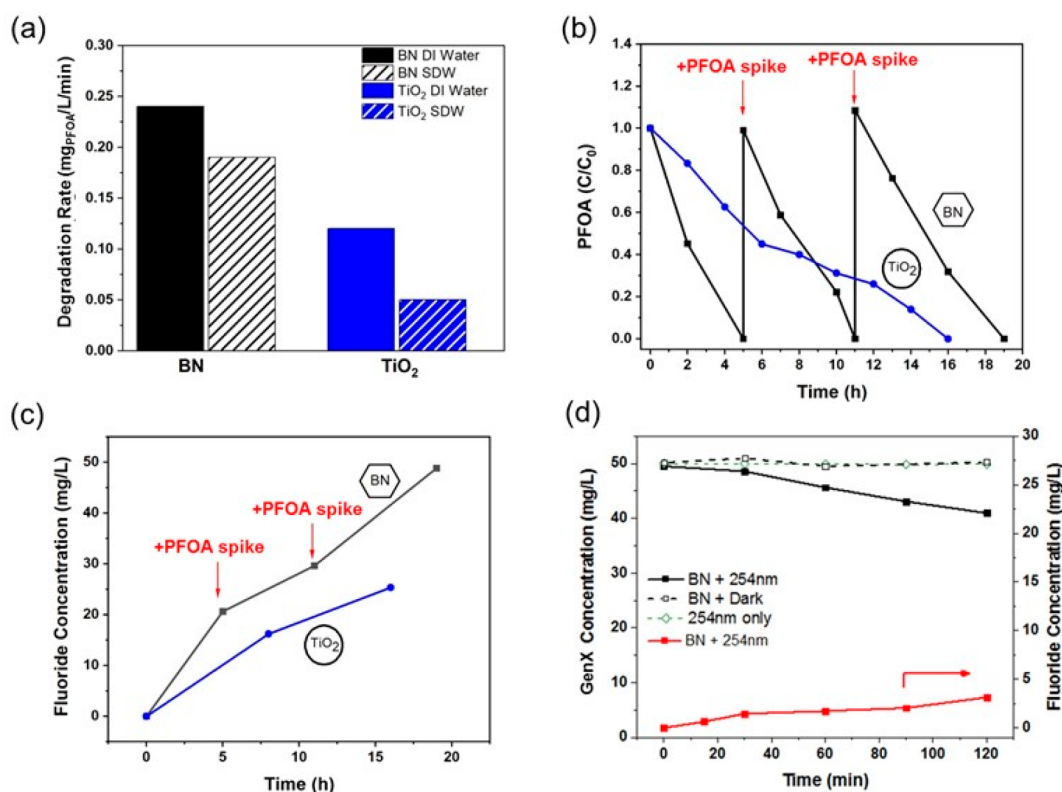 (a)
0.30
0.25
0.20
0.15
0.10
0.05
0.00
Degradation Rate (mgPFOA/L/min)
BN DI Water
BN SDW
TiO2 DI Water
TiO2 SDW
BN
TiO2
(b)
1.4
1.2
1.0
0.8
0.6
0.4
0.2
0.0
PFOA (C/C0)
+PFOA spike
+PFOA spike
BN
TiO2
0 2 4 6 8 10 12 14 16 18 20
Time (h)
(c)
50
40
30
20
10
0
Fluoride Concentration (mg/L)
+PFOA spike
+PFOA spike
BN
TiO2
0 5 10 15 20
Time (h)
(d)
50
40
50
30
20
10
5
0
GenX Concentration (mg/L)
BN + 254nm
BN + Dark
254nm only
BN + 254nm
30
25
20
15
10
5
3
0
Fluoride Concentration (mg/L)
0 20 40 60 80 100 120
Time (min)